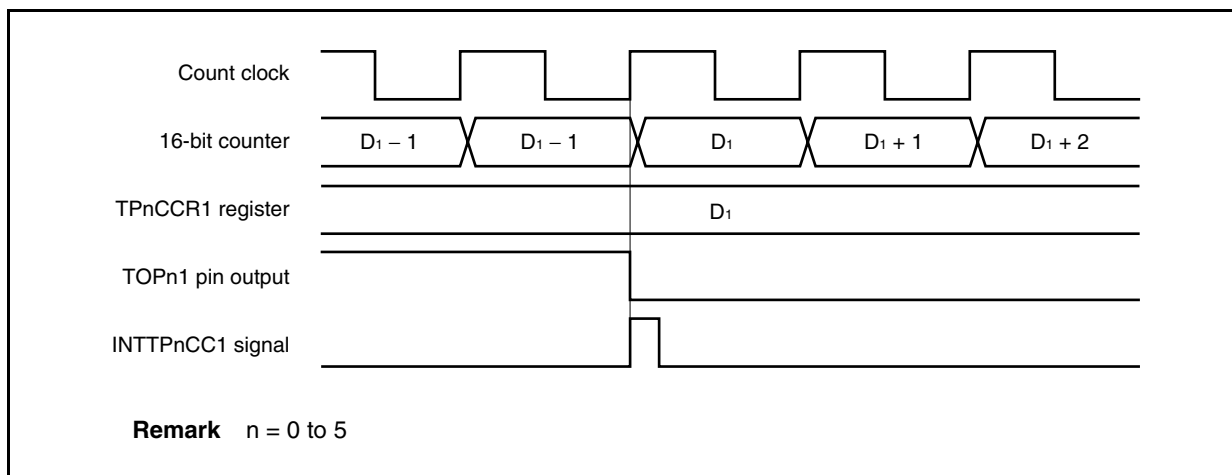 Count clock
16-bit counter D₁ − 1 D₁ − 1 D₁ D₁ + 1 D₁ + 2
TPnCCR1 register D₁
TOPn1 pin output
INTTPnCC1 signal
Remark n = 0 to 5